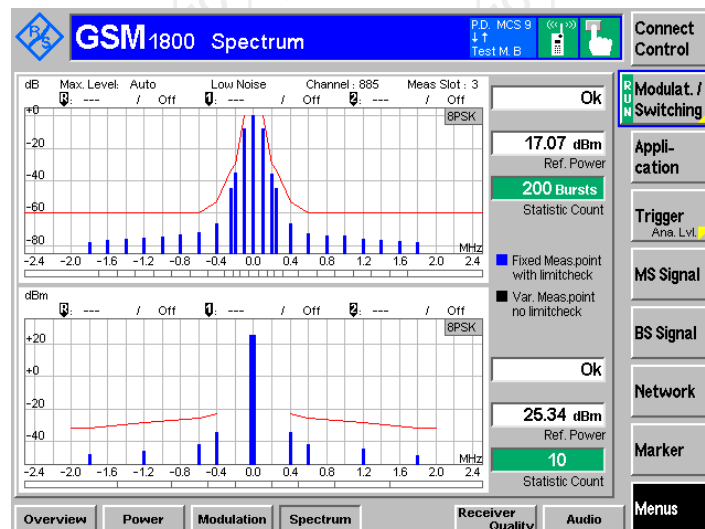 R S
GSM 1800 Spectrum
P.D. MCS 9
Test M. B
Connect Control
dB Max. Level: Auto Low Noise Channel : 885 Meas Slot : 3
R: --- / Off 1: --- / Off 2: --- / Off
8PSK
+0
-20
-40
-60
-80
MHz
-2.4 -2.0 -1.6 -1.2 -0.8 -0.4 0.0 0.4 0.8 1.2 1.6 2.0 2.4
Ok
17.07 dBm
Ref. Power
200 Bursts
Statistic Count
Fixed Meas.point
with limitcheck
Var. Meas.point
no limitcheck
dBm
R: --- / Off 1: --- / Off 2: --- / Off
8PSK
+20
+0
-20
-40
MHz
-2.4 -2.0 -1.6 -1.2 -0.8 -0.4 0.0 0.4 0.8 1.2 1.6 2.0 2.4
Ok
25.34 dBm
Ref. Power
10
Statistic Count
RUN
Modulat. /
Switching
Appli-
cation
Trigger
Ana. Lvl.
MS Signal
BS Signal
Network
Marker
Menus
Overview Power Modulation Spectrum Receiver Quality Audio